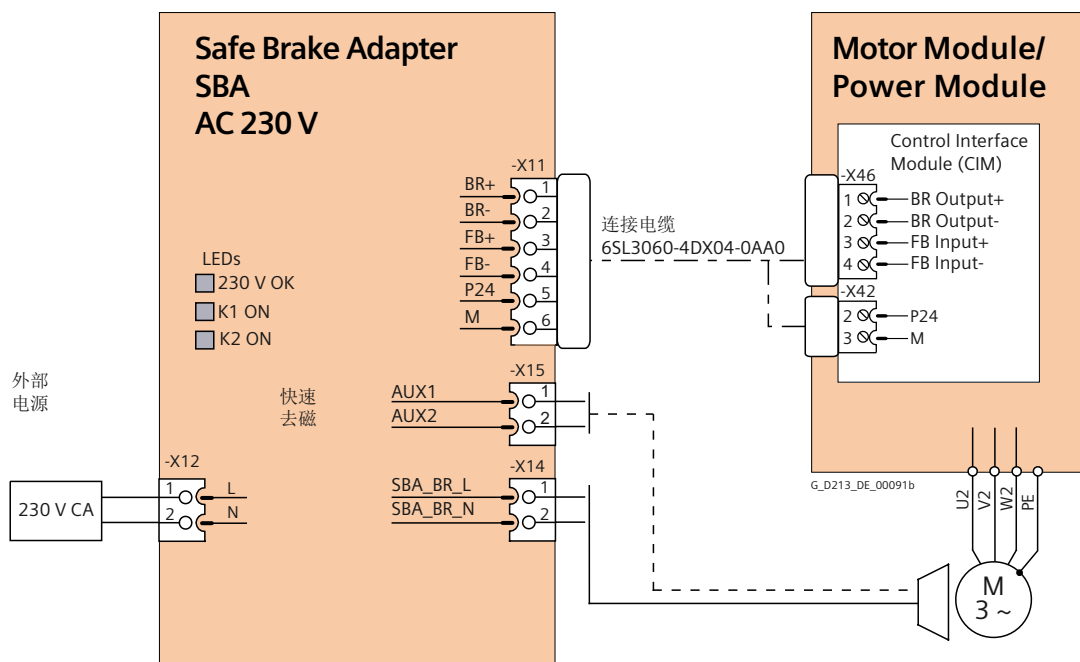 Safe Brake Adapter
SBA
AC 230 V
-X11
BR+ 1
BR- 2
FB+ 3
FB- 4
P24 5
M 6
LEDs
230 V OK
K1 ON
K2 ON
连接电缆
6SL3060-4DX04-0AA0
Motor Module/
Power Module
Control Interface
Module (CIM)
-X46
1 BR Output+
2 BR Output-
3 FB Input+
4 FB Input-
-X42
2 P24
3 M
外部
电源
快速
去磁
-X15
AUX1 1
AUX2 2
-X12
1 L
2 N
230 V CA
-X14
SBA_BR_L 1
SBA_BR_N 2
G_D213_DE_00091b
U2
V2
W2
PE
M
3 ~